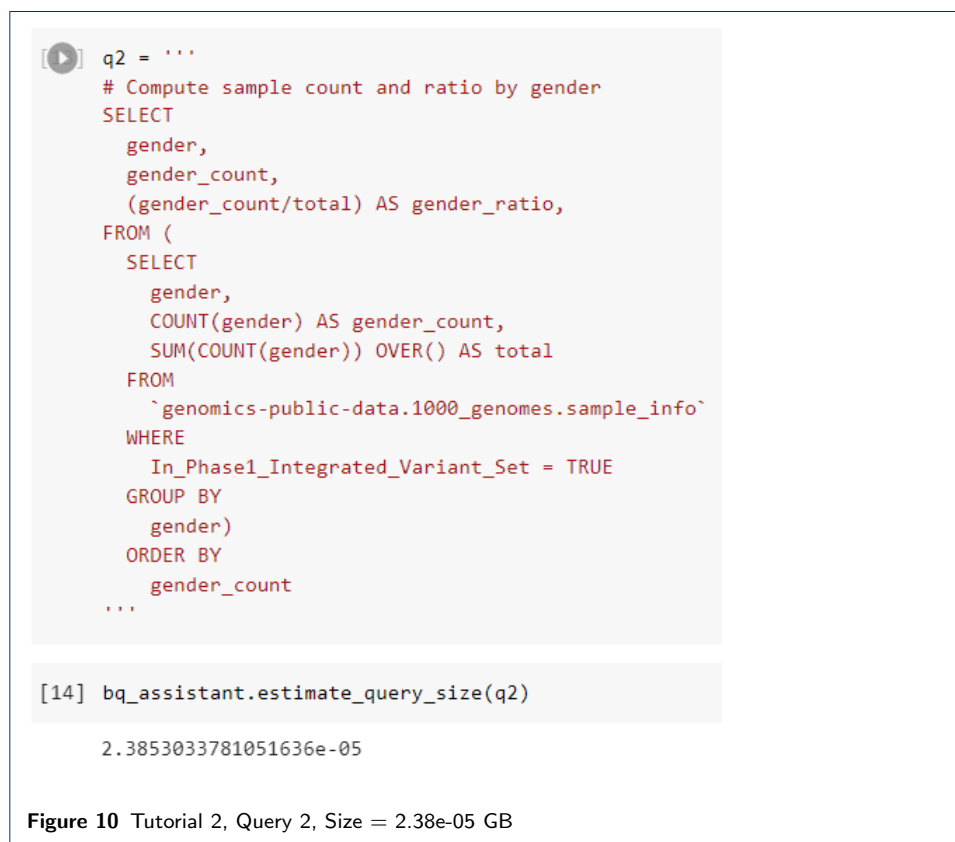 [ ] q2 = '''
# Compute sample count and ratio by gender
SELECT
  gender,
  gender_count,
  (gender_count/total) AS gender_ratio,
FROM (
  SELECT
    gender,
    COUNT(gender) AS gender_count,
    SUM(COUNT(gender)) OVER() AS total
  FROM
    `genomics-public-data.1000_genomes.sample_info`
  WHERE
    In_Phase1_Integrated_Variant_Set = TRUE
  GROUP BY
    gender)
  ORDER BY
    gender_count
'''
[14] bq_assistant.estimate_query_size(q2)
2.3853033781051636e-05
Figure 10 Tutorial 2, Query 2, Size = 2.38e-05 GB